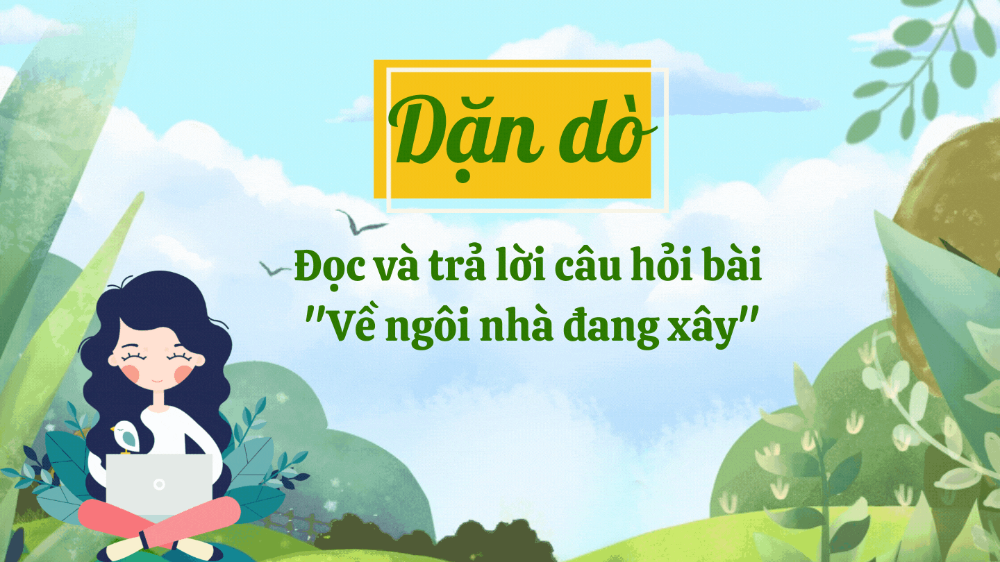 Dặn dò
Đọc và trả lời câu hỏi bài
"Về ngôi nhà đang xây"